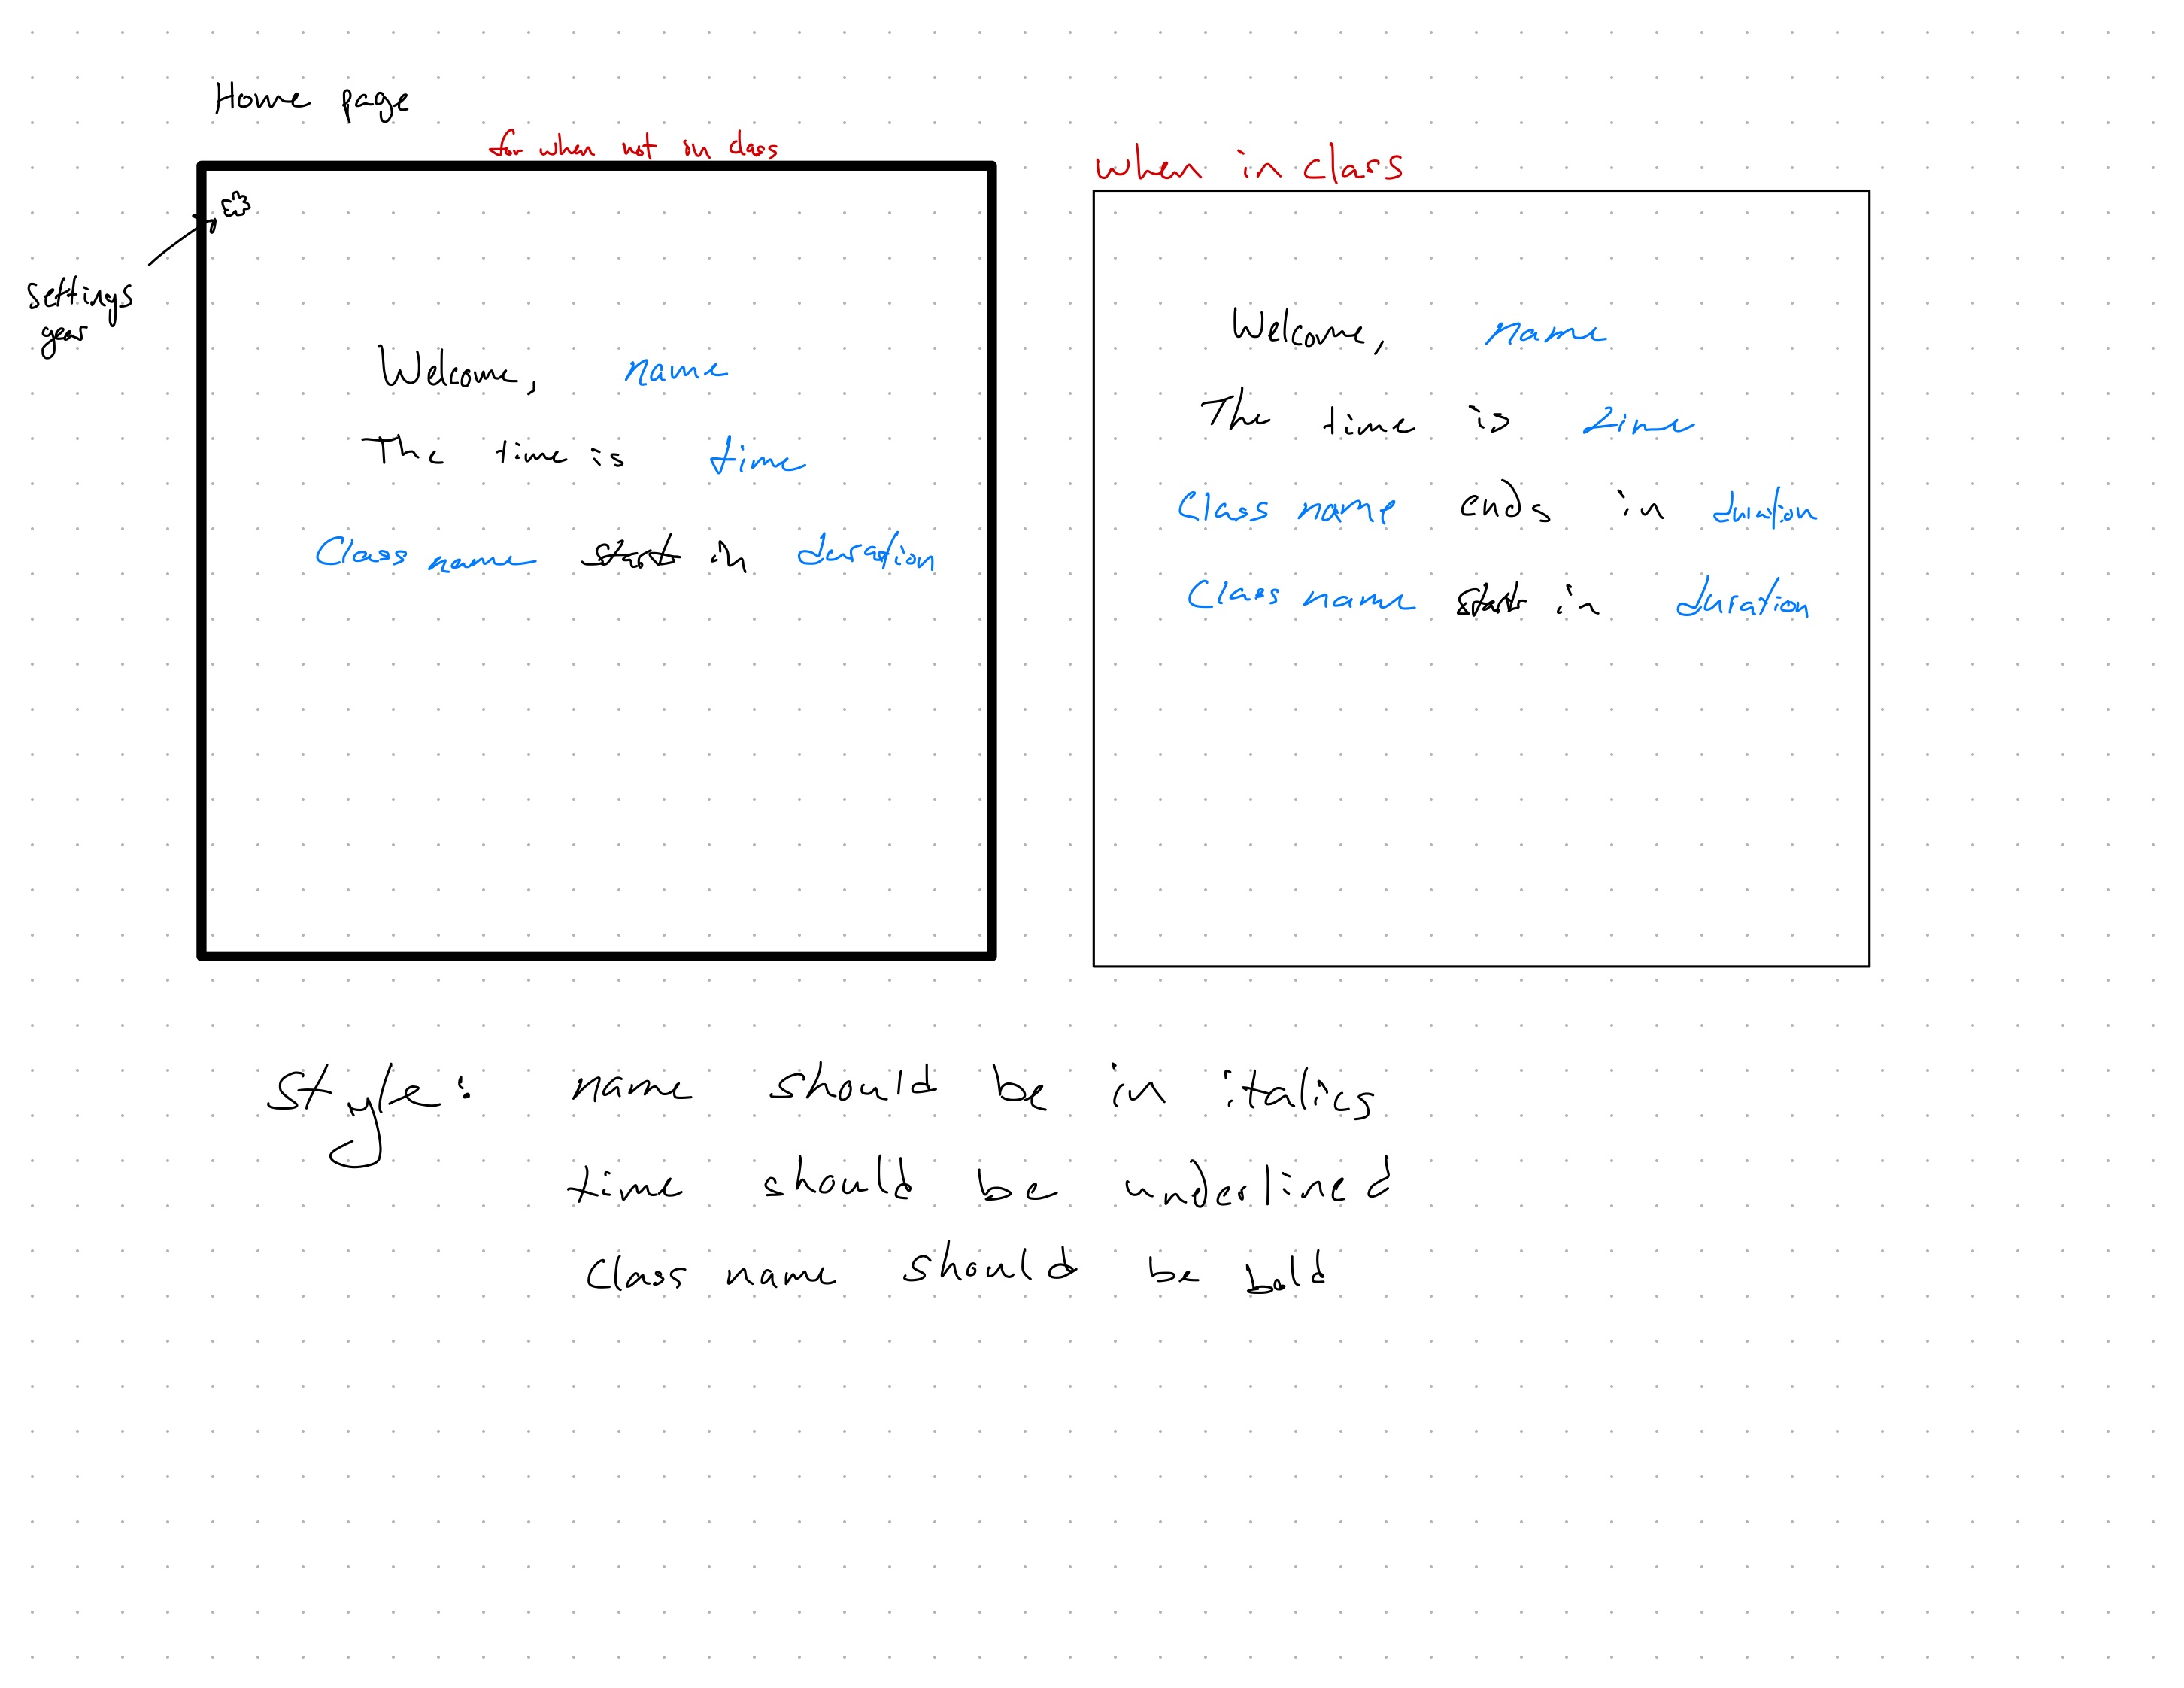 Home page
for when not in class
Settings
gear
Welcome, name
The time is time
Class name start in duration
when in class
Welcome, name
The time is time
Class name ends in duration
Class name start in duration
Style: name should be in italics
time should be underlined
Class name should be bold